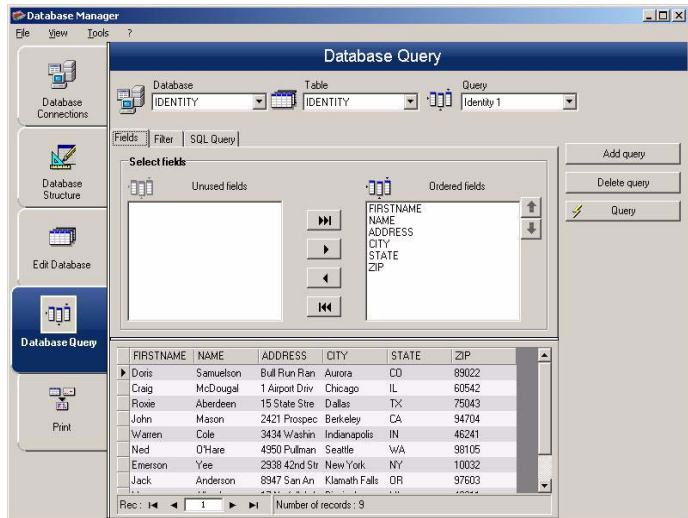 Database Manager
File View Tools ?
Database Query
Database
Connections
Database
Structure
Edit Database
Database Query
Print
Database Table Query
IDENTITY IDENTITY Identity 1
Fields Filter SQL Query
Select fields
Unused fields Ordered fields
FIRSTNAME
NAME
ADDRESS
CITY
STATE
ZIP
Add query
Delete query
Query
FIRSTNAME NAME ADDRESS CITY STATE ZIP
Doris Samuelson Bull Run Ran Aurora CO 89022
Craig McDougal 1 Airport Driv Chicago IL 60542
Roxie Aberdeen 15 State Stre Dallas TX 75043
John Mason 2421 Prospec Berkeley CA 94704
Warren Cole 3434 Washin Indianapolis IN 46241
Ned O'Hare 4950 Pullman Seattle WA 98105
Emerson Yee 2938 42nd Str New York NY 10032
Jack Anderson 8947 San An Klamath Falls OR 97603
Rec : 1 Number of records : 9